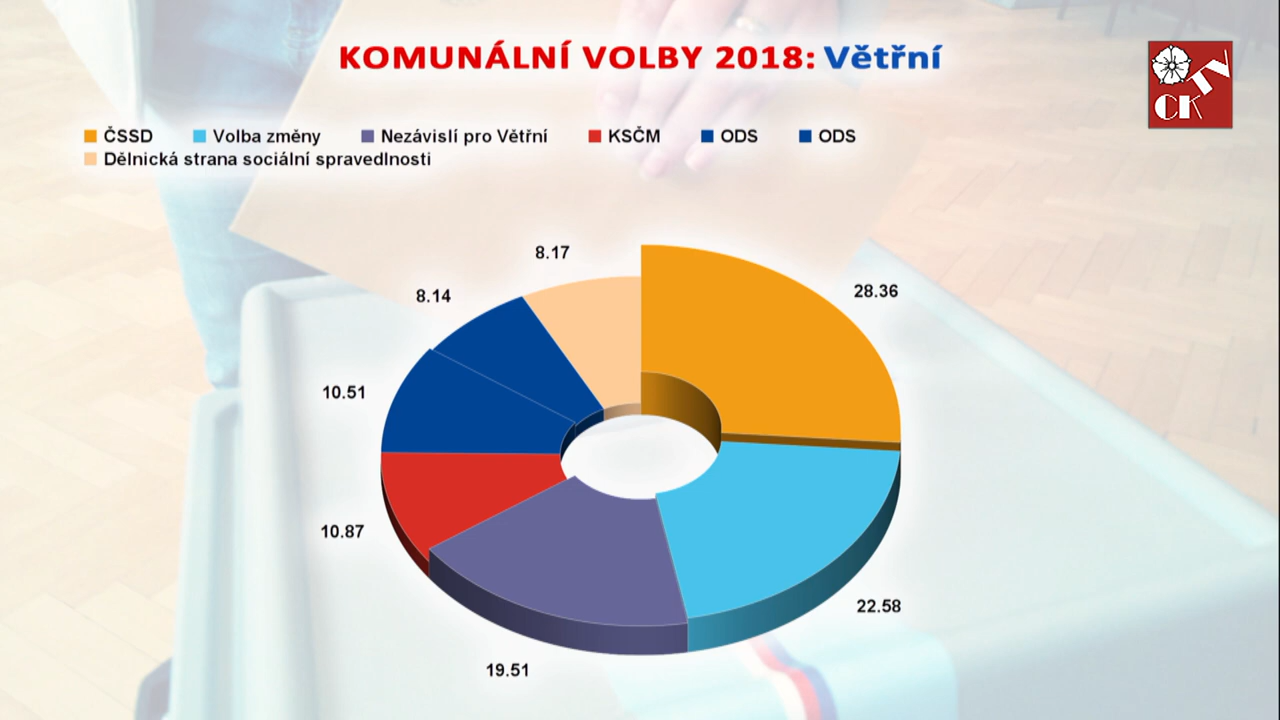 KOMUNÁLNÍ VOLBY 2018: Větřní
CK TV
ČSSD Volba změny Nezávislí pro Větřní KSČM ODS ODS
Dělnická strana sociální spravedlnosti
8.17
28.36
8.14
10.51
10.87
22.58
19.51